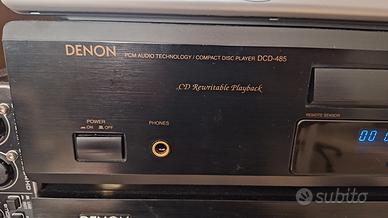 DENON
PCM AUDIO TECHNOLOGY / COMPACT DISC PLAYER DCD-485
CD Rewritable Playback
REMOTE SENSOR
POWER
ON OFF
PHONES
DENON
subito